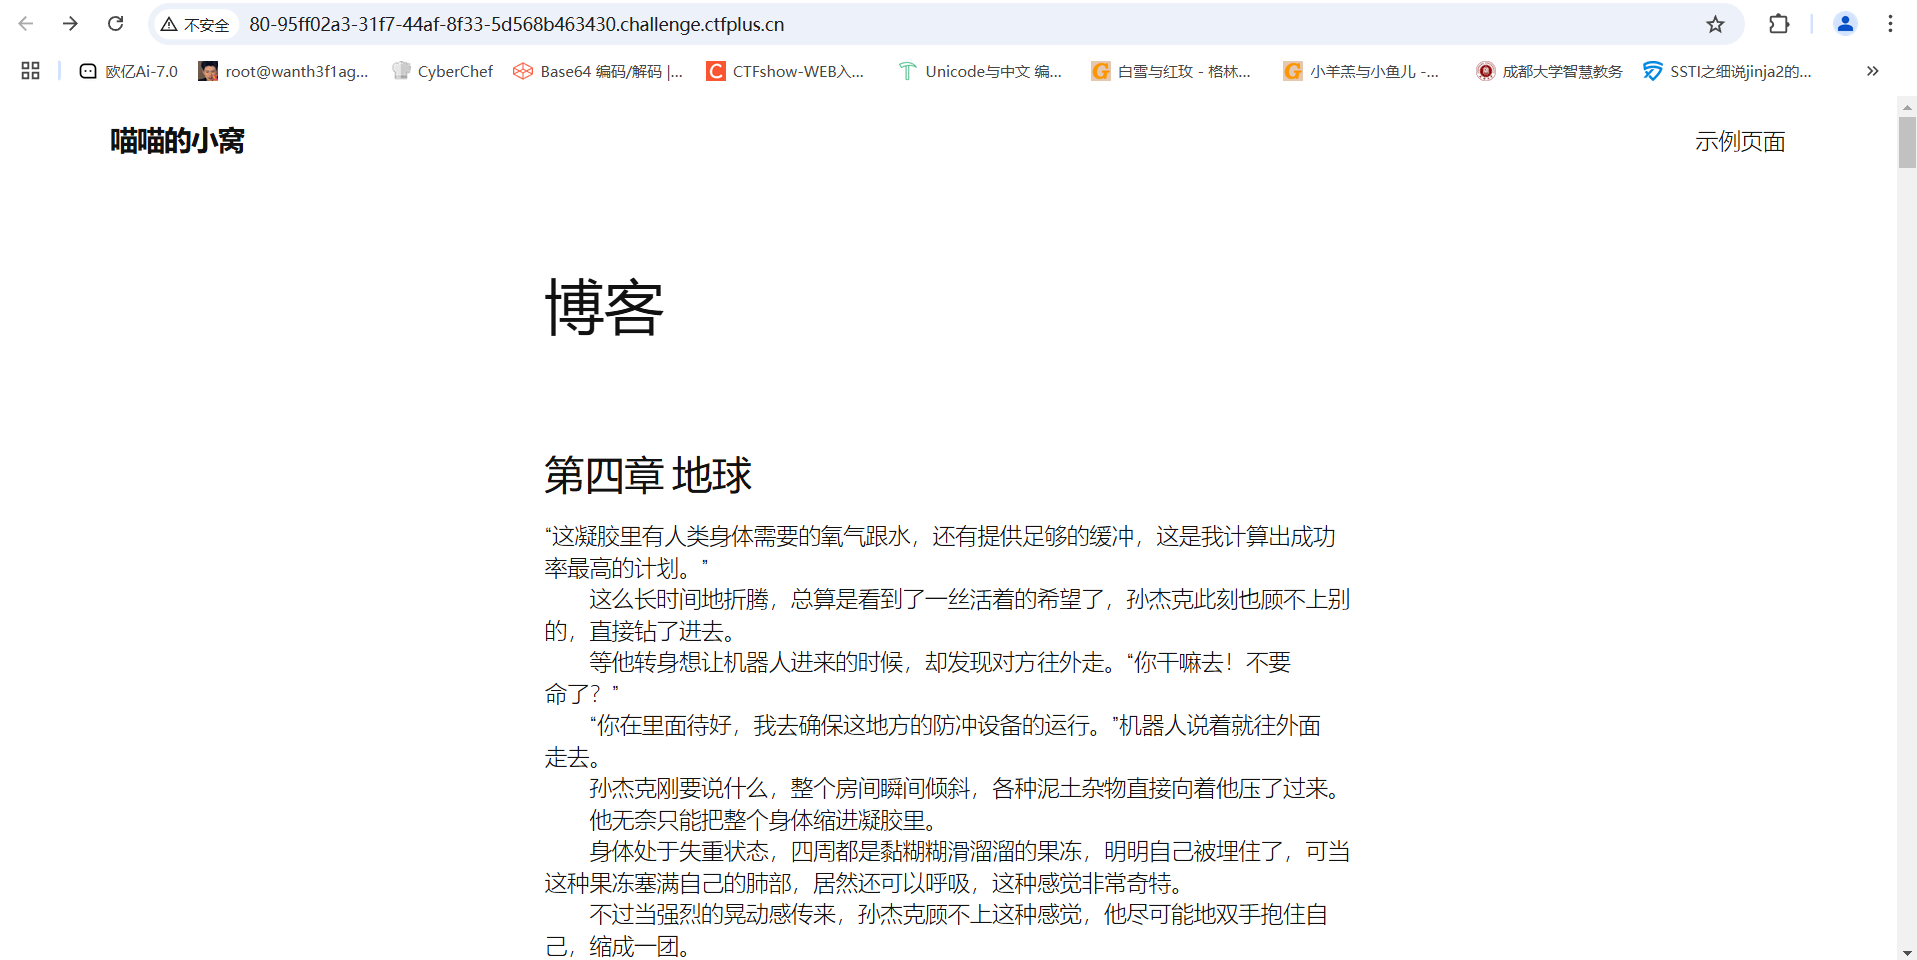 不安全 80-95ff02a3-31f7-44af-8f33-5d568b463430.challenge.ctfplus.cn
欧亿Ai-7.0 root@wanth3f1ag... CyberChef Base64 编码/解码 |... CTFshow-WEB入... Unicode与中文 编... 白雪与红玫 - 格林... 小羊羔与小鱼儿 -... 成都大学智慧教务 SSTI之细说jinja2的... »
喵喵的小窝 示例页面
博客
第四章 地球
“这凝胶里有人类身体需要的氧气跟水，还有提供足够的缓冲，这是我计算出成功
率最高的计划。”
这么长时间地折腾，总算是看到了一丝活着的希望了，孙杰克此刻也顾不上别
的，直接钻了进去。
等他转身想让机器人进来的时候，却发现对方往外走。“你干嘛去！不要
命了？”
“你在里面待好，我去确保这地方的防冲设备的运行。”机器人说着就往外面
走去。
孙杰克刚要说什么，整个房间瞬间倾斜，各种泥土杂物直接向着他压了过来。
他无奈只能把整个身体缩进凝胶里。
身体处于失重状态，四周都是黏糊糊滑溜溜的果冻，明明自己被埋住了，可当
这种果冻塞满自己的肺部，居然还可以呼吸，这种感觉非常奇特。
不过当强烈的晃动感传来，孙杰克顾不上这种感觉，他尽可能地双手抱住自
己，缩成一团。